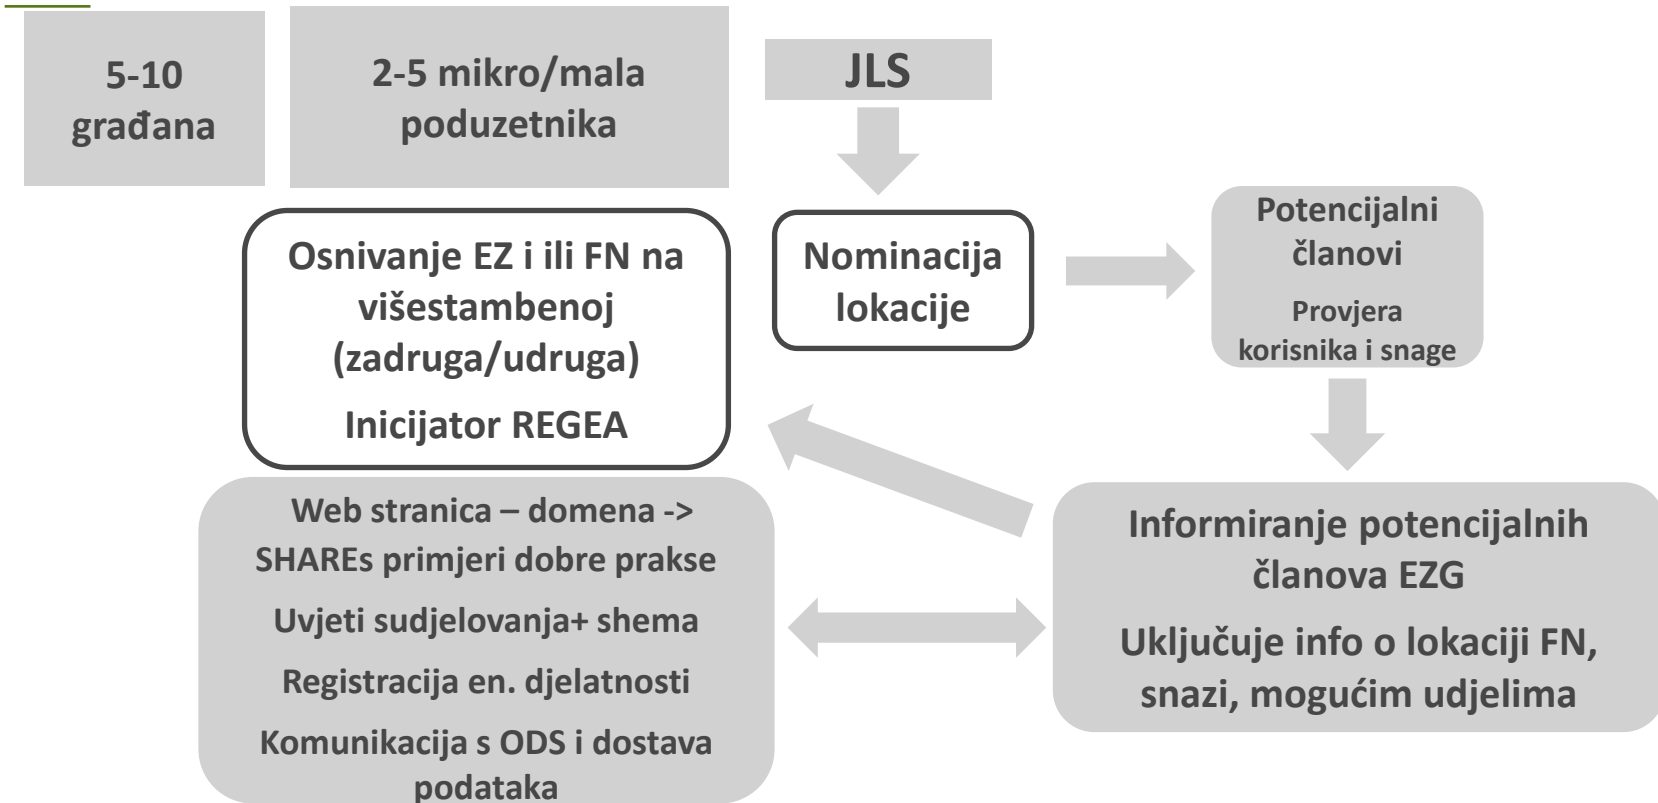 5-10
građana
2-5 mikro/mala
poduzetnika
JLS
Osnivanje EZ i ili FN na
višestambenoj
(zadruga/udruga)
Inicijator REGEA
Nominacija
lokacije
Potencijalni
članovi
Provjera
korisnika i snage
Web stranica – domena ->
SHAREs primjeri dobre prakse
Uvjeti sudjelovanja+ shema
Registracija en. djelatnosti
Komunikacija s ODS i dostava
podataka
Informiranje potencijalnih
članova EZG
Uključuje info o lokaciji FN,
snazi, mogućim udjelima